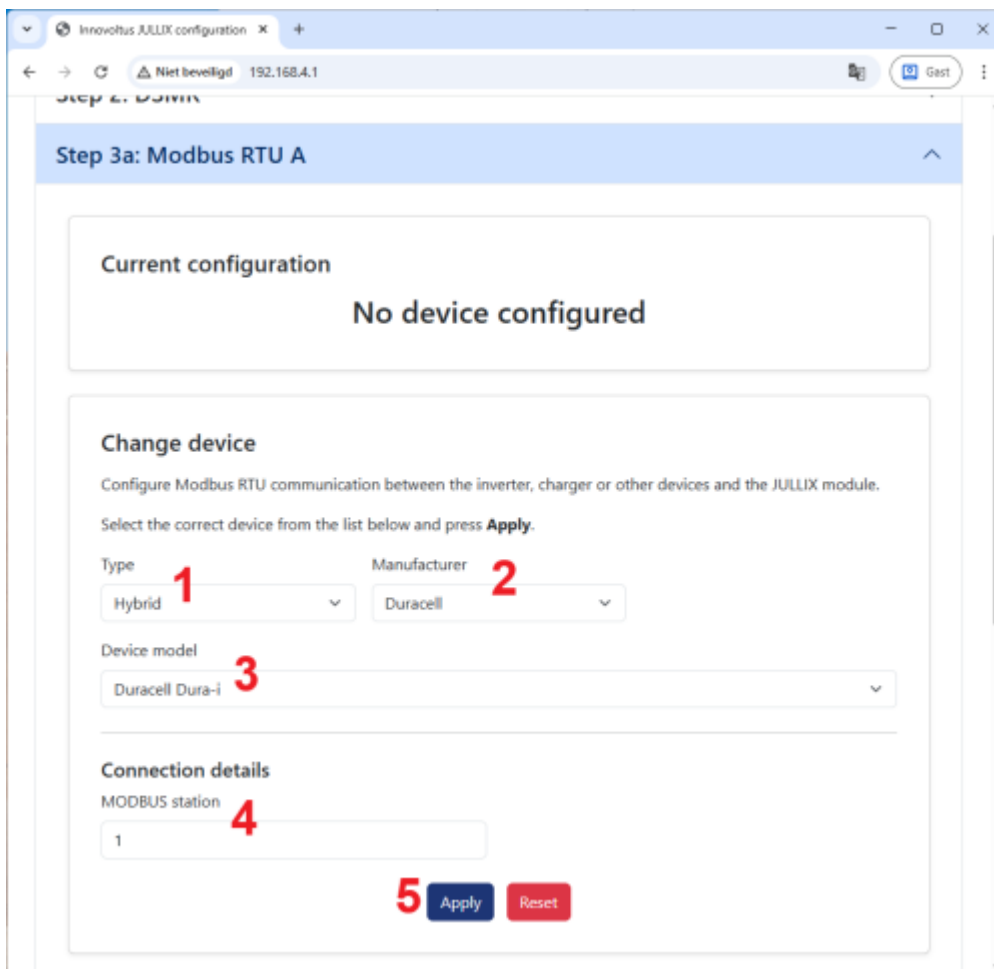 Innovoltus JULLIX configuration
Niet beveiligd 192.168.4.1 Gast
Step 2: DSMR
Step 3a: Modbus RTU A
Current configuration
No device configured
Change device
Configure Modbus RTU communication between the inverter, charger or other devices and the JULLIX module.
Select the correct device from the list below and press Apply.
Type 1 Manufacturer 2
Hybrid Duracell
Device model
Duracell Dura-i 3
Connection details
MODBUS station 4
1
5 Apply Reset